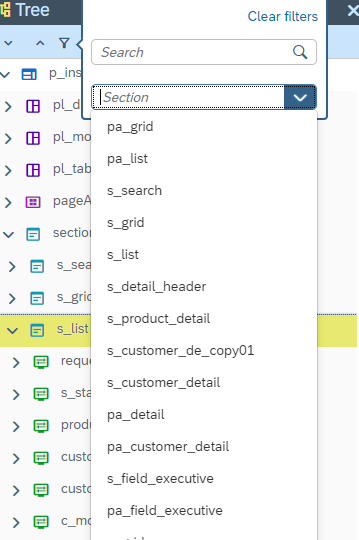 Tree
Clear filters
Search
Section
p_ins
pl_d
pl_mo
pl_tab
pageA
section
s_sea
s_grid
s_list
reque
s_sta
produ
custo
custo
c_mo
pa_grid
pa_list
s_search
s_grid
s_list
s_detail_header
s_product_detail
s_customer_de_copy01
s_customer_detail
pa_detail
pa_customer_detail
s_field_executive
pa_field_executive